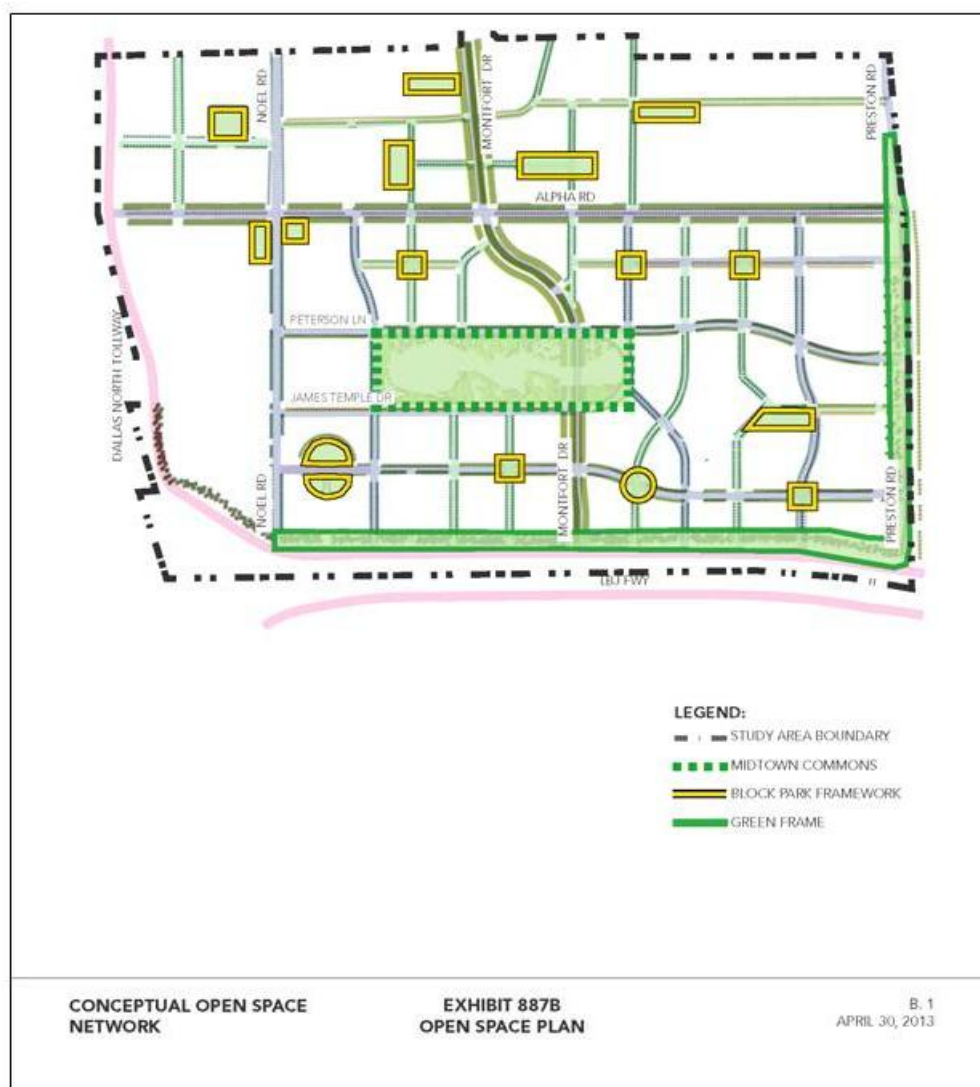 NOEL RD
MONTFORT DR
PRESTON RD
ALPHA RD
DALLAS NORTH TOLLWAY
PETERSON LN
JAMES TEMPLE DR
NOEL RD
MONTFORT DR
PRESTON RD
LBJ FWY
LEGEND:
STUDY AREA BOUNDARY
MIDTOWN COMMONS
BLOCK PARK FRAMEWORK
GREEN FRAME
CONCEPTUAL OPEN SPACE
NETWORK
EXHIBIT 887B
OPEN SPACE PLAN
B. 1
APRIL 30, 2013